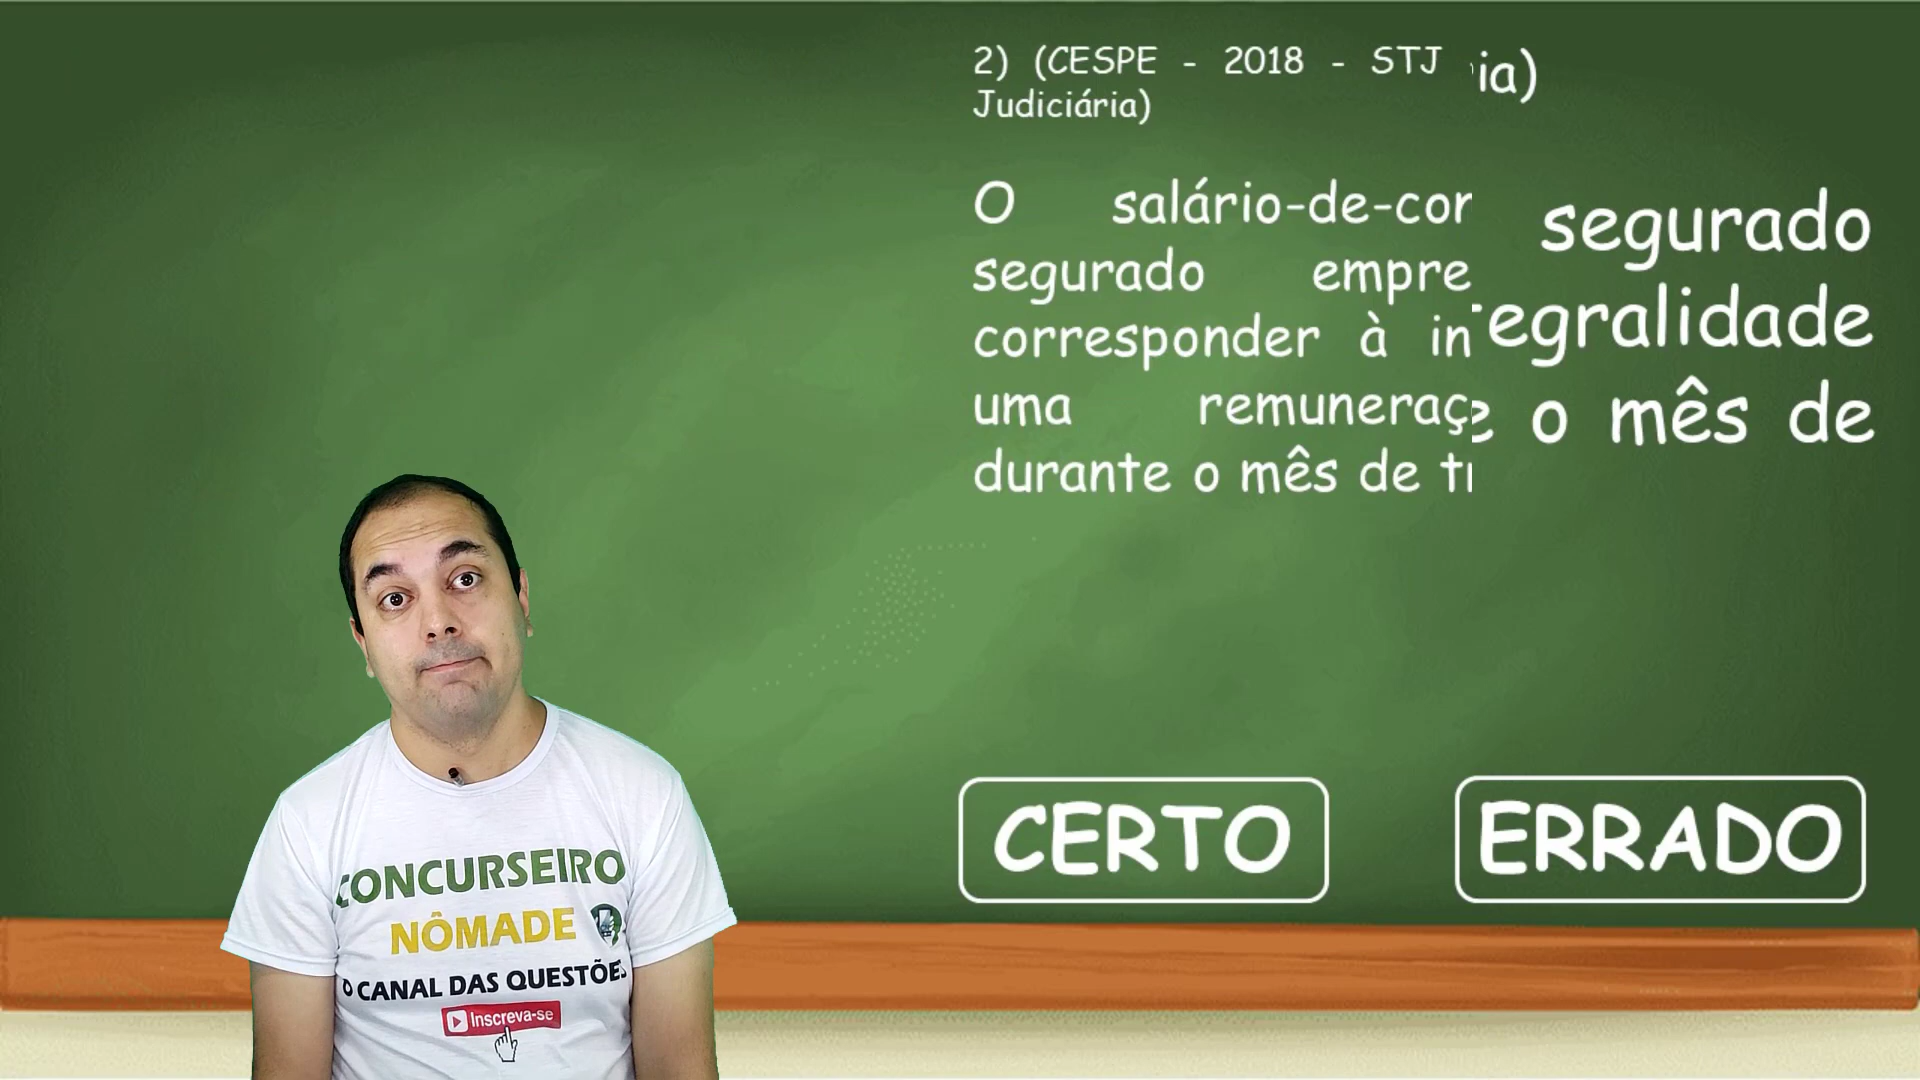 2) (CESPE - 2018 - STJ
ia)
Judiciária)
O salário-de-cor
segurado
segurado empre
egralidade
corresponder à in
uma remuneraç
o mês de
durante o mês de
CERTO
ERRADO
CONCURSEIRO
NÔMADE
O CANAL DAS QUESTÕES
Inscreva-se